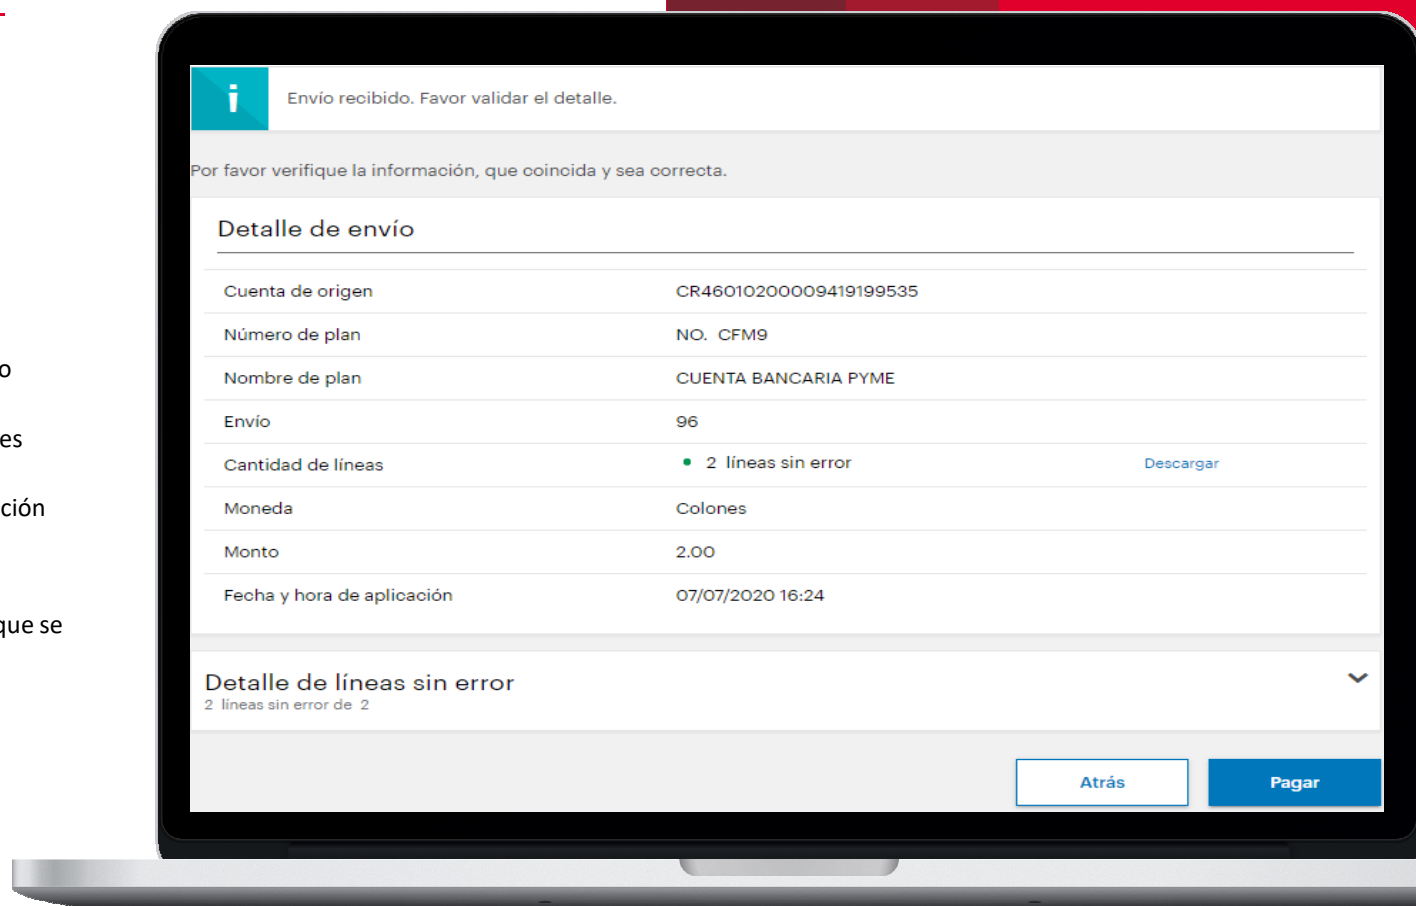 Envío recibido. Favor validar el detalle.
Por favor verifique la información, que coincida y sea correcta.
Detalle de envío
Cuenta de origen CR46010200009419199535
Número de plan NO. CFM9
Nombre de plan CUENTA BANCARIA PYME
Envío 96
Cantidad de líneas • 2 líneas sin error Descargar
Moneda Colones
Monto 2.00
Fecha y hora de aplicación 07/07/2020 16:24
Detalle de líneas sin error
2 líneas sin error de 2
Atrás Pagar
o
es
ción
que se